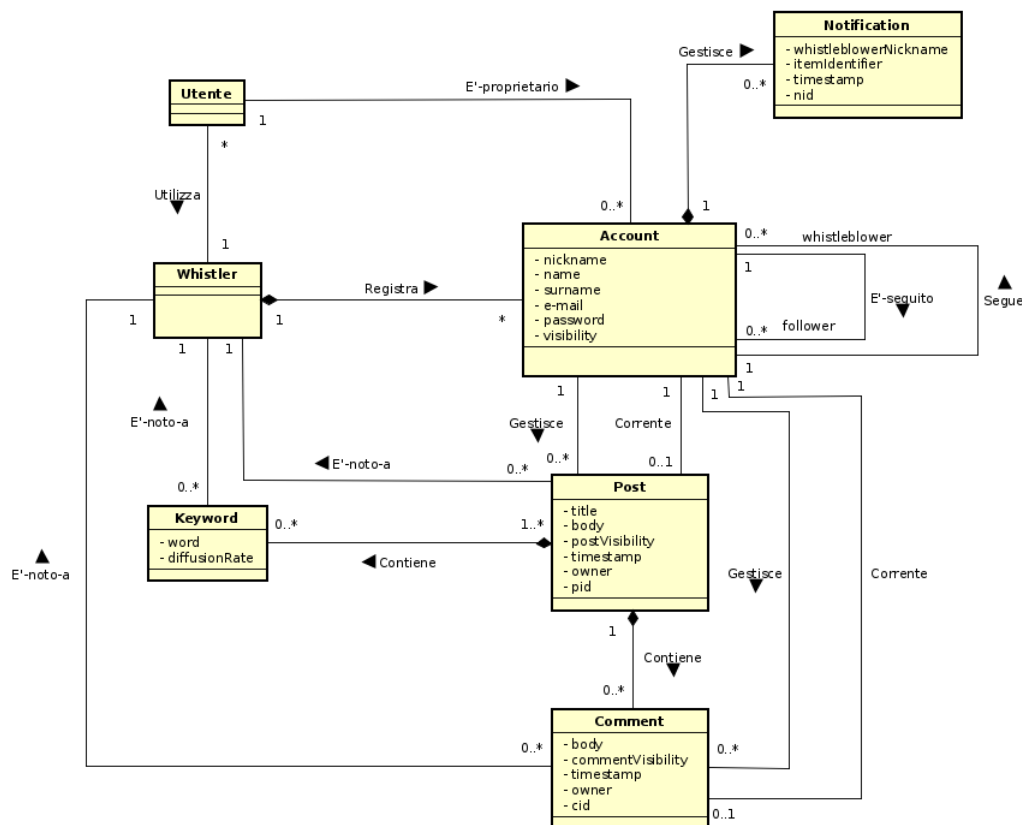 Notification
- whistleblowerNickname
- itemIdentifier
- timestamp
- nid
Gestisce
0..*
1
Utente
E'-proprietario
1
0..*
*
Utilizza
1
Whistler
Registra
1
*
Account
- nickname
- name
- surname
- e-mail
- password
- visibility
0..*
whistleblower
1
E'-seguito
Segue
0..*
follower
1
1
1
1
E'-noto-a
0..*
1
E'-noto-a
0..*
1
Gestisce
0..*
1
Corrente
0..1
1
1
Keyword
- word
- diffusionRate
0..*
1..*
Contiene
Post
- title
- body
- postVisibility
- timestamp
- owner
- pid
E'-noto-a
Gestisce
Corrente
1
Contiene
0..*
Comment
- body
- commentVisibility
- timestamp
- owner
- cid
0..*
0..*
0..1